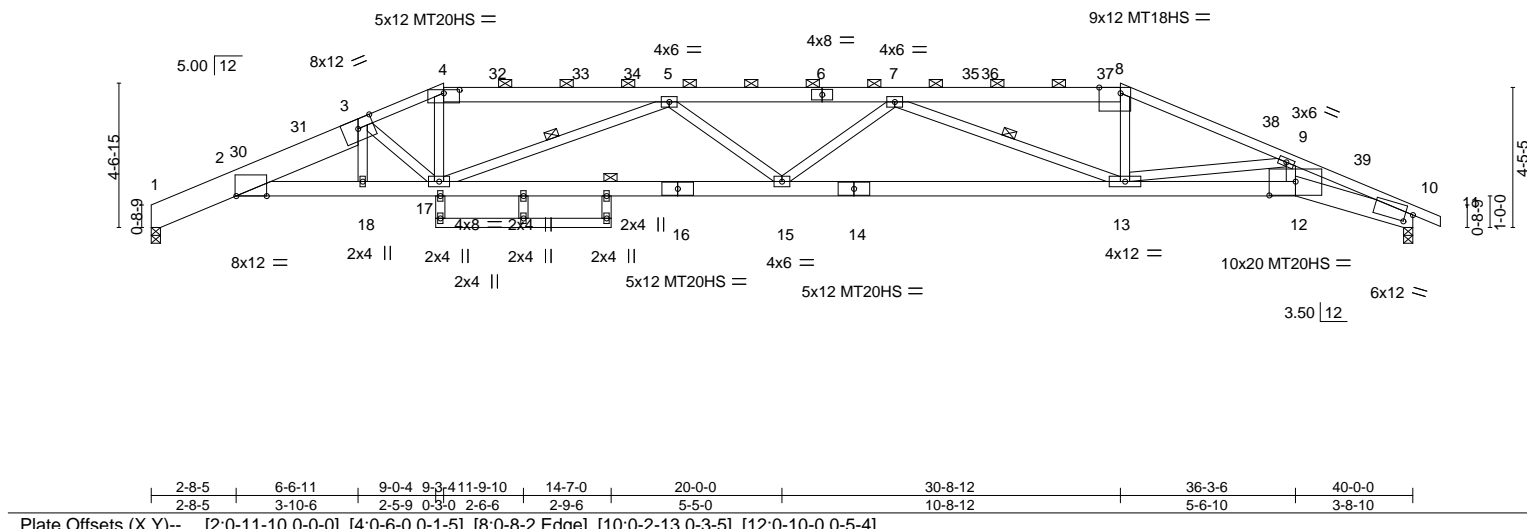 5x12 MT20HS =
9x12 MT18HS =
8x12
5.00 12
4x6 =
4x8 =
4x6 =
4 32 33 34 5 6 7 35 36 37 8
3x6
38
3
9
31
39
2 30
1
10
11
4-6-15
0-8-9
4-5-5
0-8-9
1-0-0
17
18
4x8 = 2x4 ||
2x4 ||
16 15 14
13
12
2x4 || 2x4 || 2x4 || 2x4 ||
4x12 =
8x12 =
4x6 =
10x20 MT20HS =
2x4 ||
5x12 MT20HS =
5x12 MT20HS =
6x12
3.50 12
2-8-5 6-6-11 9-0-4 9-3-4 11-9-10 14-7-0 20-0-0 30-8-12 36-3-6 40-0-0
2-8-5 3-10-6 2-5-9 0-3-0 2-6-6 2-9-6 5-5-0 10-8-12 5-6-10 3-8-10
Plate Offsets (X,Y)-- [2:0-11-10,0-0-0], [4:0-6-0,0-1-5], [8:0-8-2,Edge], [10:0-2-13,0-3-5], [12:0-10-0,0-5-4]